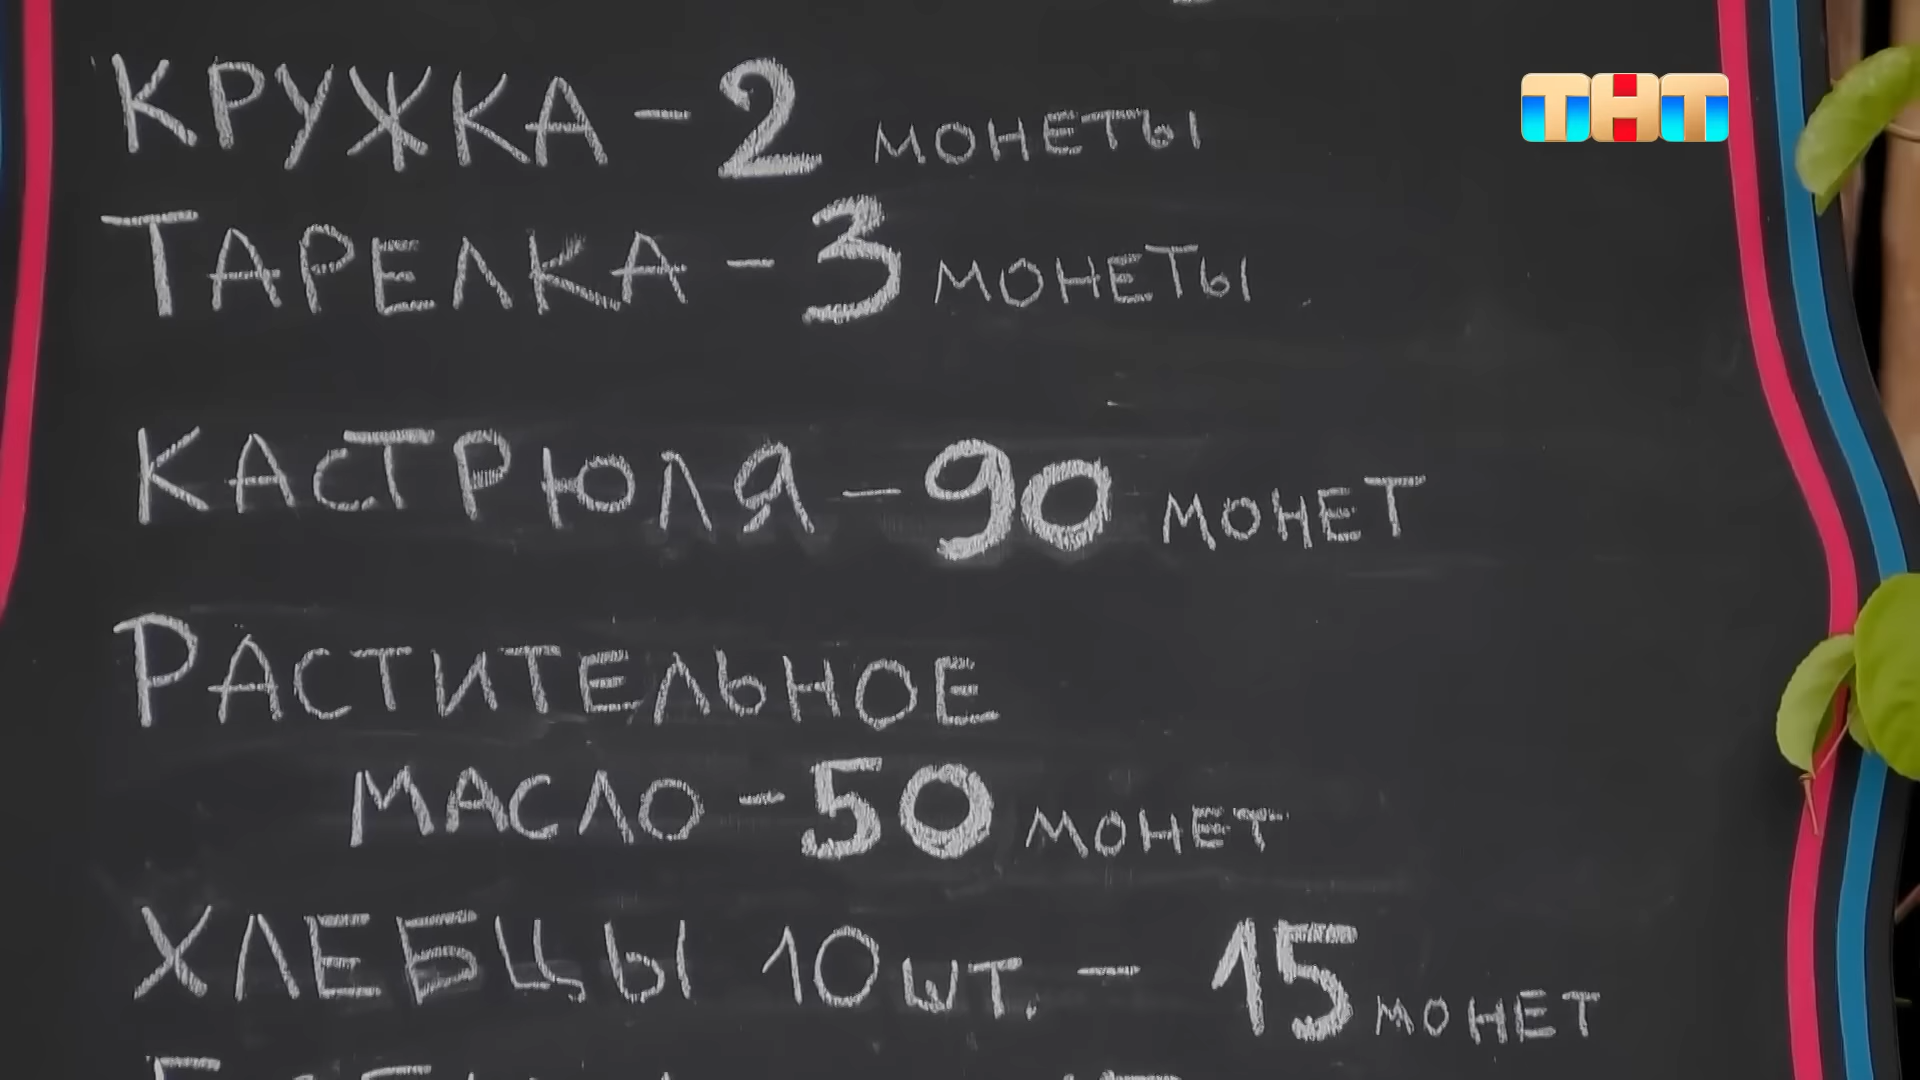 КРУЖКА - 2 МОНЕТЫ
ТНТ
ТАРЕЛКА - 3 МОНЕТЫ
КАСТРЮЛЯ - 90 МОНЕТ
РАСТИТЕЛЬНОЕ
МАСЛО - 50 МОНЕТ
ХЛЕБЦЫ 10 ШТ. - 15 МОНЕТ